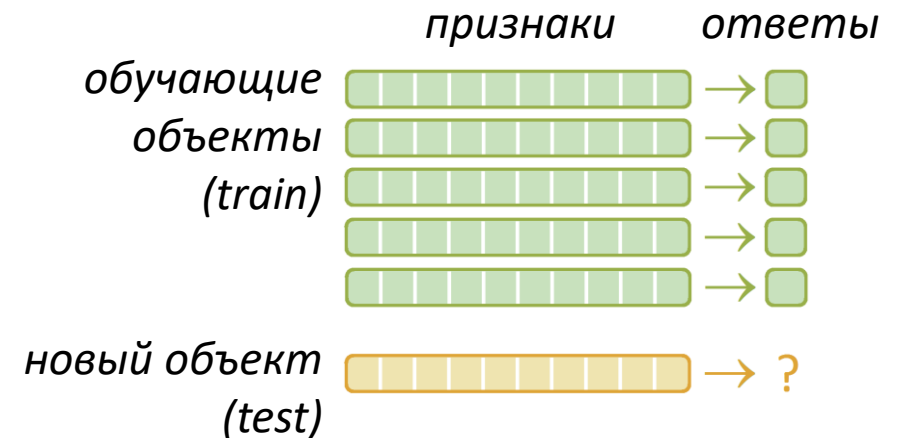 признаки ответы
обучающие
объекты
(train)
новый объект
(test)
?